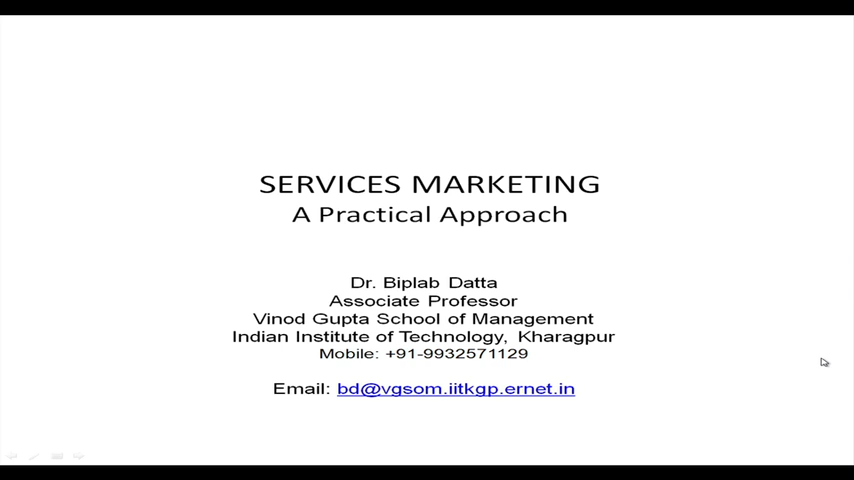 SERVICES MARKETING
A Practical Approach
Dr. Biplab Datta
Associate Professor
Vinod Gupta School of Management
Indian Institute of Technology, Kharagpur
Mobile: +91-9932571129
Email: bd@vgsom.iitkgp.ernet.in